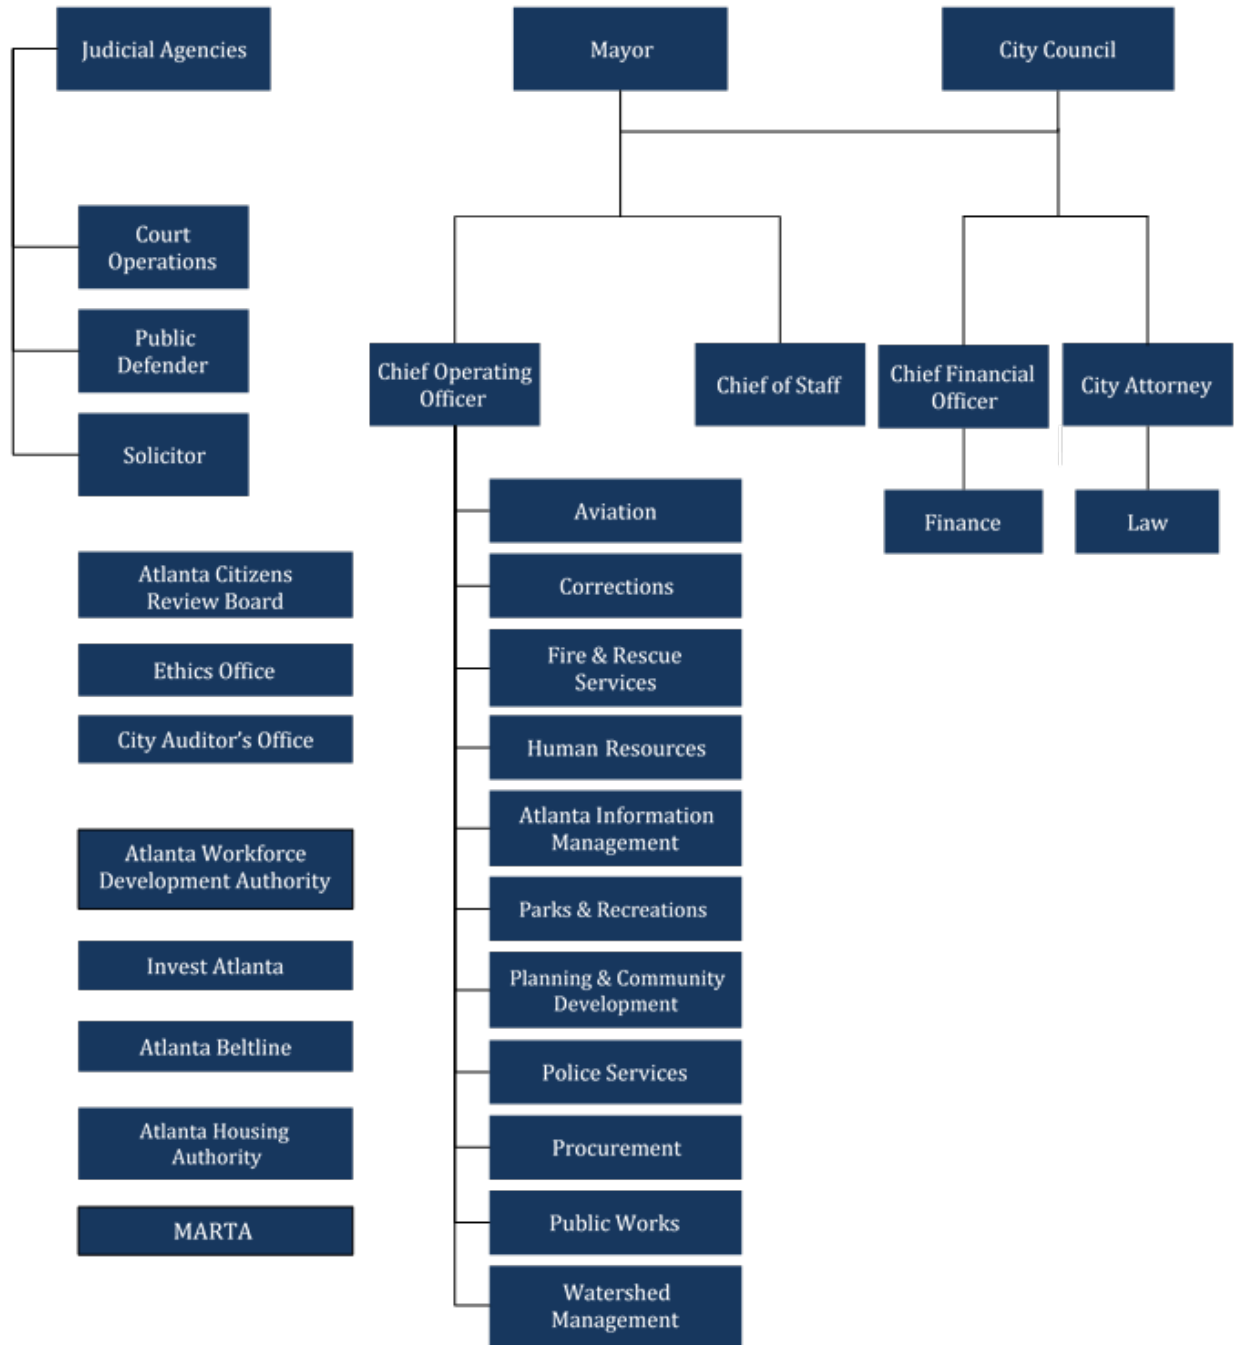 Judicial Agencies
Mayor
City Council
Court
Operations
Public
Defender
Solicitor
Chief Operating
Officer
Chief of Staff
Chief Financial
Officer
City Attorney
Finance
Law
Aviation
Corrections
Fire & Rescue
Services
Human Resources
Atlanta Information
Management
Parks & Recreations
Planning & Community
Development
Police Services
Procurement
Public Works
Watershed
Management
Atlanta Citizens
Review Board
Ethics Office
City Auditor's Office
Atlanta Workforce
Development Authority
Invest Atlanta
Atlanta Beltline
Atlanta Housing
Authority
MARTA